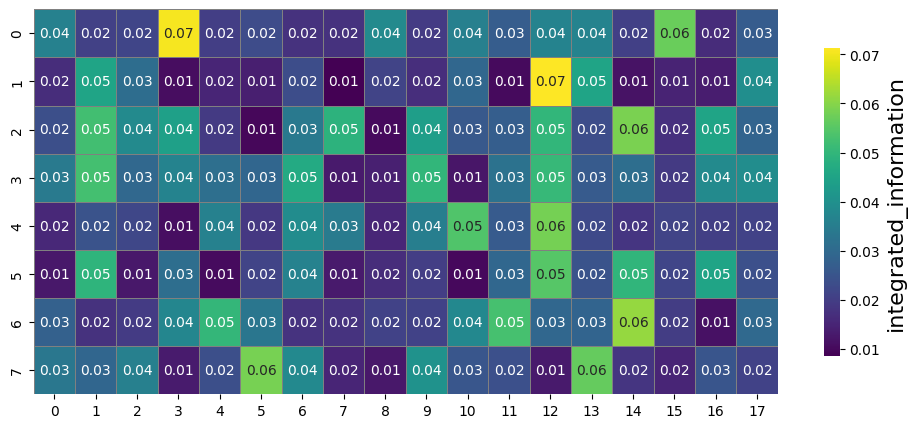 0 0.04 0.02 0.02 0.07 0.02 0.02 0.02 0.02 0.04 0.02 0.04 0.03 0.04 0.04 0.02 0.06 0.02 0.03
1 0.02 0.05 0.03 0.01 0.02 0.01 0.02 0.01 0.02 0.02 0.03 0.01 0.07 0.05 0.01 0.01 0.01 0.04
2 0.02 0.05 0.04 0.04 0.02 0.01 0.03 0.05 0.01 0.04 0.03 0.03 0.05 0.02 0.06 0.02 0.05 0.03
3 0.03 0.05 0.03 0.04 0.03 0.03 0.05 0.01 0.01 0.05 0.01 0.03 0.05 0.03 0.03 0.02 0.04 0.04
4 0.02 0.02 0.02 0.01 0.04 0.02 0.04 0.03 0.02 0.04 0.05 0.03 0.06 0.02 0.02 0.02 0.02 0.02
5 0.01 0.05 0.01 0.03 0.01 0.02 0.04 0.01 0.02 0.02 0.01 0.03 0.05 0.02 0.05 0.02 0.05 0.02
6 0.03 0.02 0.02 0.04 0.05 0.03 0.02 0.02 0.02 0.02 0.04 0.05 0.03 0.03 0.06 0.02 0.01 0.03
7 0.03 0.03 0.04 0.01 0.02 0.06 0.04 0.02 0.01 0.04 0.03 0.02 0.01 0.06 0.02 0.02 0.03 0.02
0 1 2 3 4 5 6 7 8 9 10 11 12 13 14 15 16 17
0.07
0.06
0.05
0.04
0.03
0.02
0.01
integrated_information